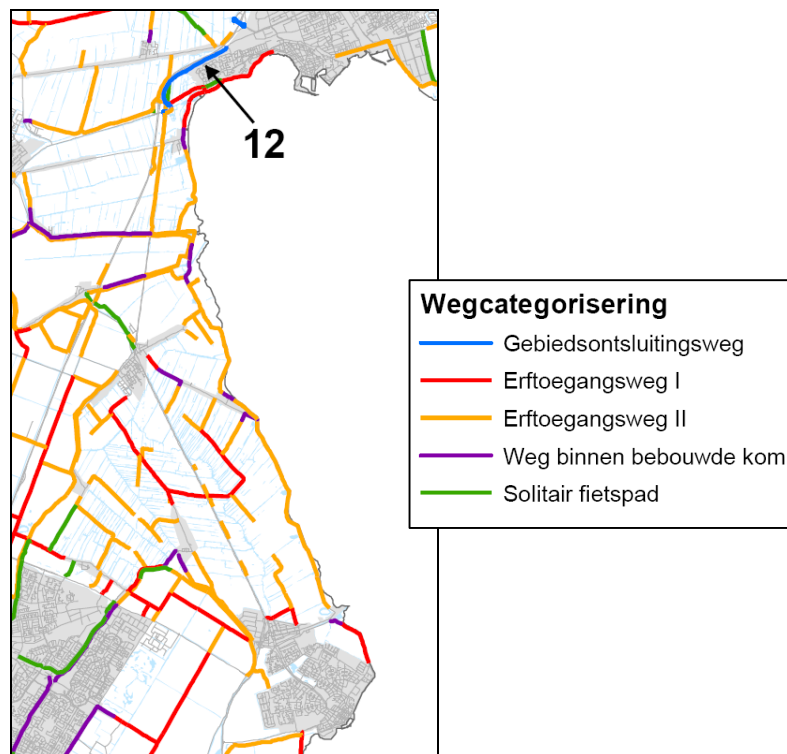 12
Wegcategorisering
Gebiedsontsluitingsweg
Erftoegangsweg I
Erftoegangsweg II
Weg binnen bebouwde kom
Solitair fietspad